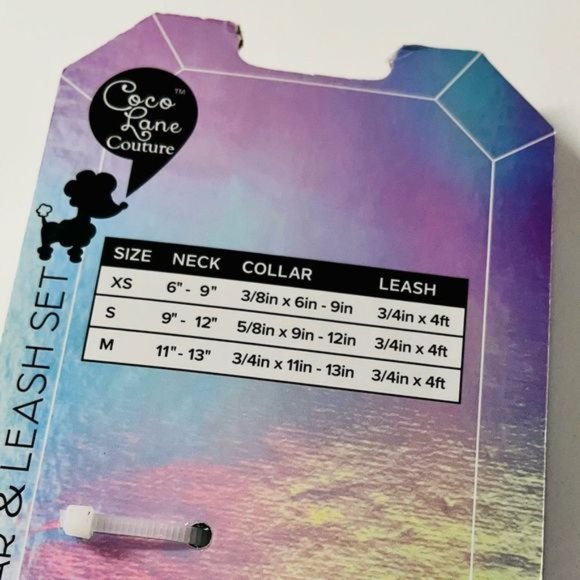 Coco™
Lane
Couture
SIZE NECK COLLAR LEASH
XS 6" - 9" 3/8in x 6in - 9in 3/4in x 4ft
S 9" - 12" 5/8in x 9in - 12in 3/4in x 4ft
M 11" - 13" 3/4in x 11in - 13in 3/4in x 4ft
& LEASH SET